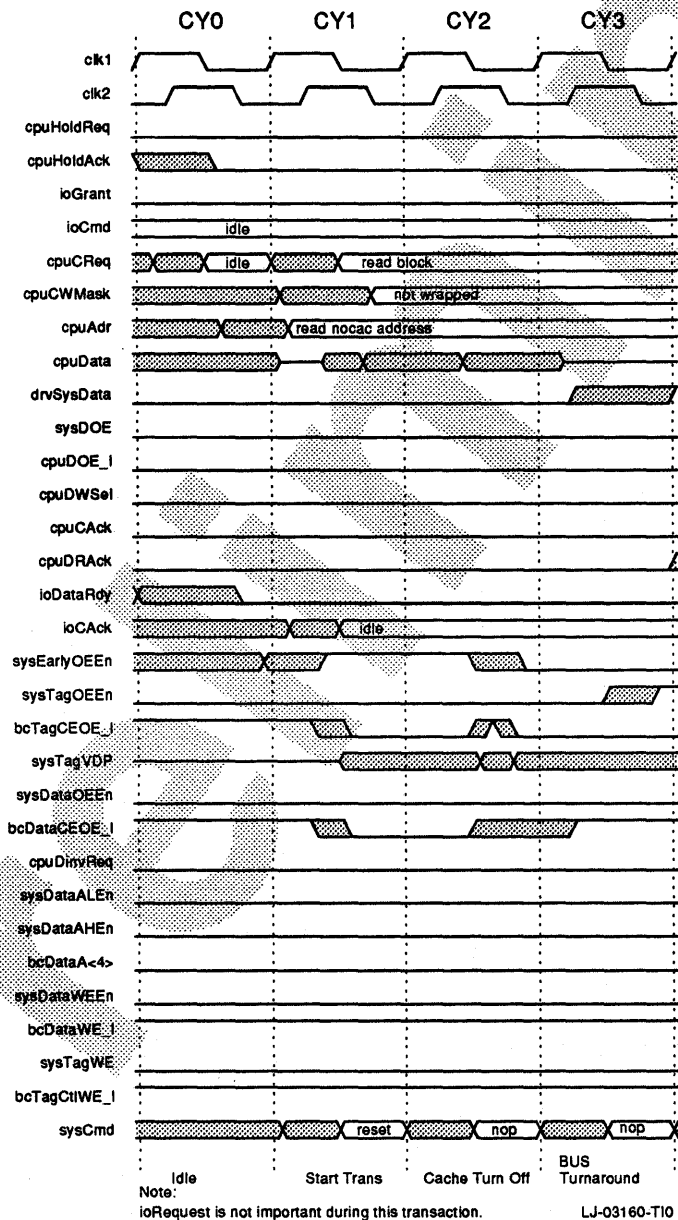 CY0 CY1 CY2 CY3
clk1
clk2
cpuHoldReq
cpuHoldAck
ioGrant
ioCmd idle
cpuCReq idle read block
cpuCWMask not wrapped
cpuAdr read nocac address
cpuData
drvSysData
sysDOE
cpuDOE_l
cpuDWSel
cpuCAck
cpuDRAck
ioDataRdy
ioCAck idle
sysEarlyOEEn
sysTagOEEn
bcTagCEOE_l
sysTagVDP
sysDataOEEn
bcDataCEOE_l
cpuDinvReq
sysDataALEn
sysDataAHEn
bcDataA<4>
sysDataWEEn
bcDataWE_l
sysTagWE
bcTagCtlWE_l
sysCmd reset nop nop
Idle Start Trans Cache Turn Off BUS Turnaround
Note:
ioRequest is not important during this transaction. LJ-03160-TI0